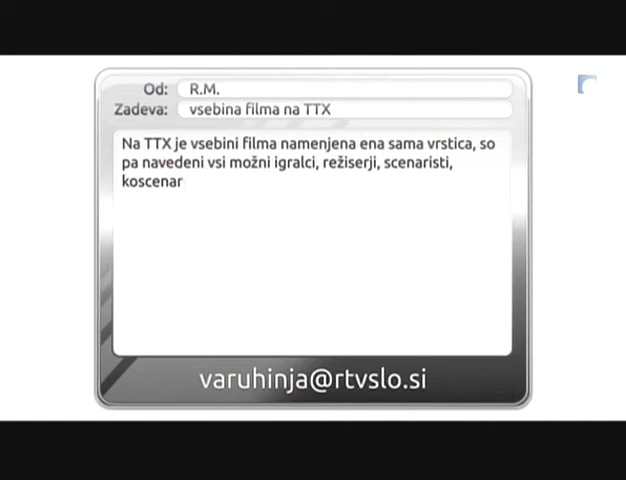 Od: R.M.
Zadeva: vsebina filma na TTX
Na TTX je vsebini filma namenjena ena sama vrstica, so
pa navedeni vsi možni igralci, režiserji, scenaristi,
koscenar
varuhinja@rtvslo.si